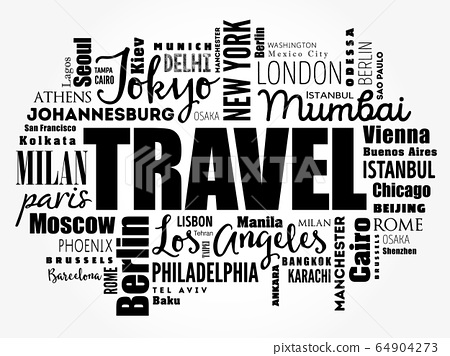 Lagos
Seoul
TAMPA
CAIRO
Kiev
MUNICH
DELHI
MANCHESTER
NEW YORK
Berlin
WASHINGTON
Mexico City
LONDON
ODESSA
BERLIN
SAO PAULO
ATHENS
Tokyo
ISTANBUL
Mumbai
JOHANNESBURG
OSAKA
San Francisco
Kolkata
MILAN
paris
TRAVEL
Vienna
Buenos Aires
ISTANBUL
Chicago
BEIJING
Moscow
PHOENIX
BRUSSELS
Barcelona
ROME
Berlin
LISBON
Tehran
Manila
MILAN
Los Angeles
PHILADELPHIA
TEL AVIV
Baku
BANGKOK
KARACHI
ANKARA
MANCHESTER
Cairo
BRUSSELS
ROME
OSAKA
Shenzhen
PIXTA
64904273